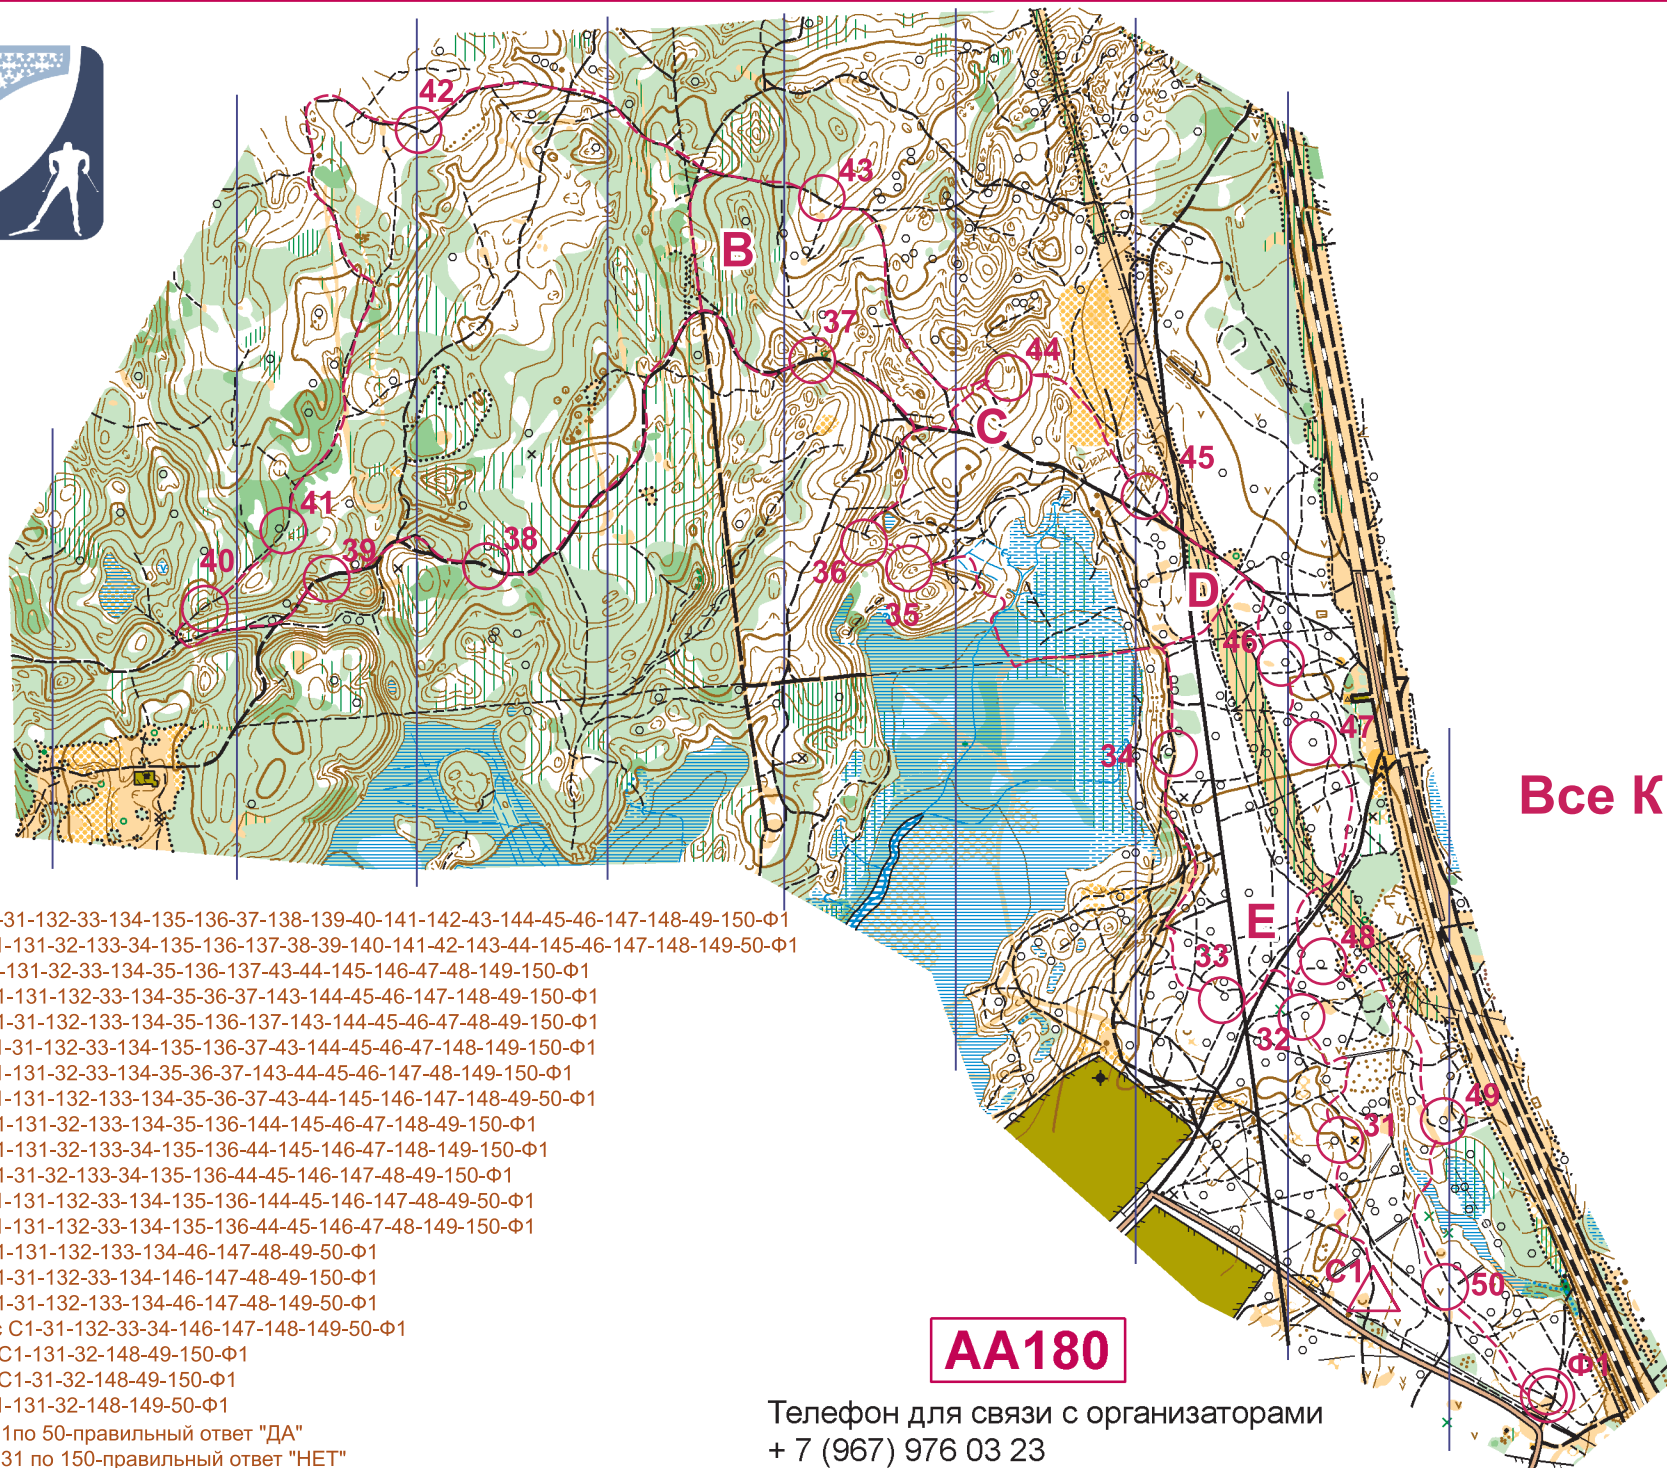 42
43
B
37
44
C
45
41
40
39
38
36
35
D
46
47
34
Все К
E
48
33
32
49
31
C1
50
Ф1
-31-132-33-134-135-136-37-138-139-40-141-142-43-144-45-46-147-148-49-150-Ф1
1-131-32-133-34-135-136-137-38-39-140-141-42-143-44-145-46-147-148-149-50-Ф1
-131-32-33-134-35-136-137-43-44-145-146-47-48-149-150-Ф1
1-131-132-33-134-35-36-37-143-144-45-46-147-148-49-150-Ф1
1-31-132-133-134-35-136-137-143-144-45-46-47-48-49-150-Ф1
1-31-132-33-134-135-136-37-43-144-45-46-47-148-149-150-Ф1
1-131-32-33-134-35-36-37-143-44-45-46-147-48-149-150-Ф1
1-131-132-133-134-35-36-37-43-44-145-146-147-148-49-50-Ф1
1-131-32-133-134-35-136-144-145-46-47-148-49-150-Ф1
1-131-32-133-34-135-136-44-145-146-47-148-149-150-Ф1
1-31-32-133-34-135-136-44-45-146-147-48-49-150-Ф1
1-131-132-33-134-135-136-144-45-146-147-48-49-50-Ф1
1-131-132-33-134-135-136-44-45-146-47-48-149-150-Ф1
1-131-132-133-134-46-147-48-49-50-Ф1
1-31-132-33-134-146-147-48-49-150-Ф1
1-31-132-133-134-46-147-48-149-50-Ф1
С1-31-132-33-34-146-147-148-149-50-Ф1
С1-131-32-148-49-150-Ф1
С1-31-32-148-49-150-Ф1
1-131-32-148-149-50-Ф1
1по 50-правильный ответ "ДА"
31 по 150-правильный ответ "НЕТ"
AA180
Телефон для связи с организаторами
+ 7 (967) 976 03 23